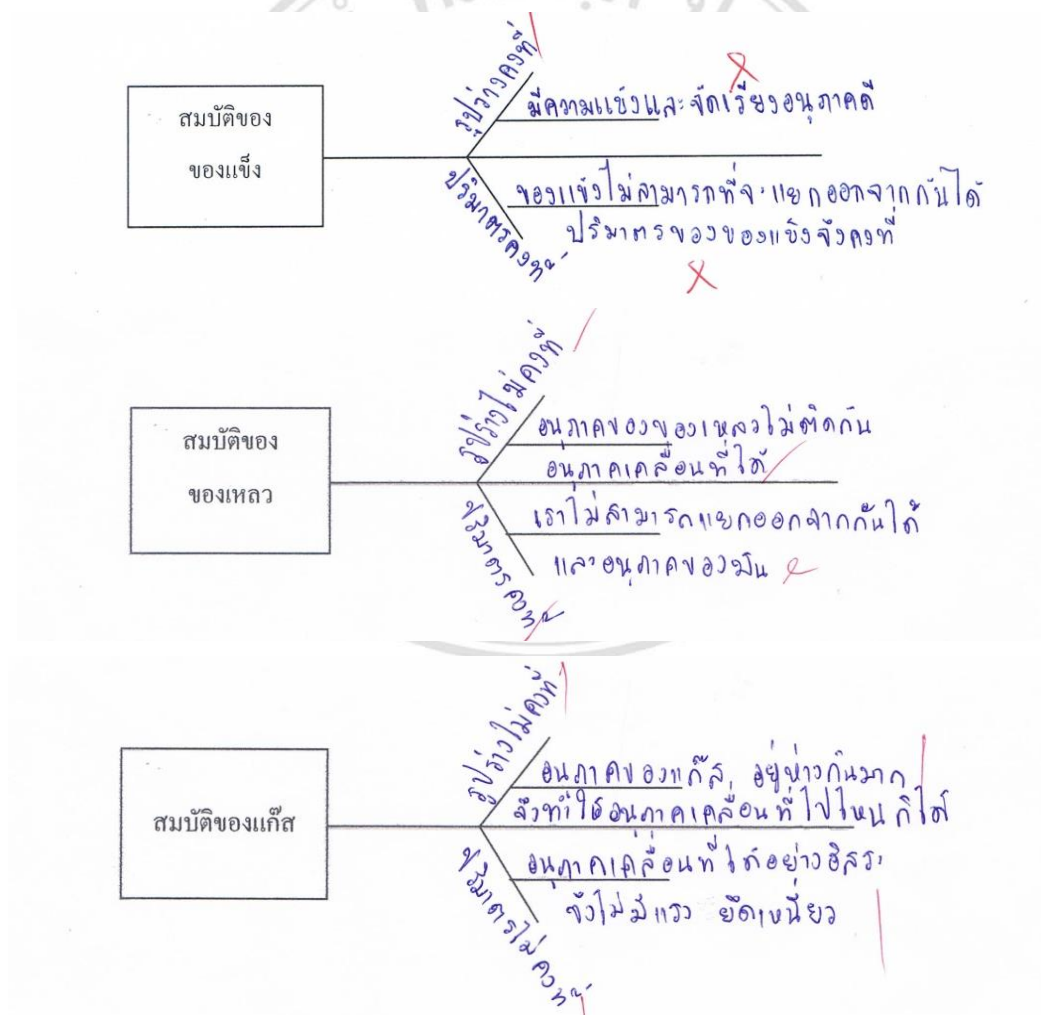 รูปร่างคงที่
มีความแข็งและจัดเรียงอนุภาคดี
สมบัติของ
ของแข็ง
ปริมาตรคงที่
ของแข็งไม่สามารถที่จะแยกออกจากกันได้
ปริมาตรของของแข็งจึงคงที่
รูปร่างไม่คงที่
อนุภาคของของเหลวไม่ติดกัน
อนุภาคเคลื่อนที่ได้
สมบัติของ
ของเหลว
ปริมาตรคงที่
เราไม่สามารถแยกออกจากกันได้
และอนุภาคของมัน
รูปร่างไม่คงที่
อนุภาคของแก๊ส, อยู่ห่างกันมาก
จึงทำให้อนุภาคเคลื่อนที่ไปไหนก็ได้
สมบัติของแก๊ส
ปริมาตรไม่คงที่
อนุภาคเคลื่อนที่ได้อย่างอิสระ
จึงไม่มีแรง ยึดเหนี่ยว